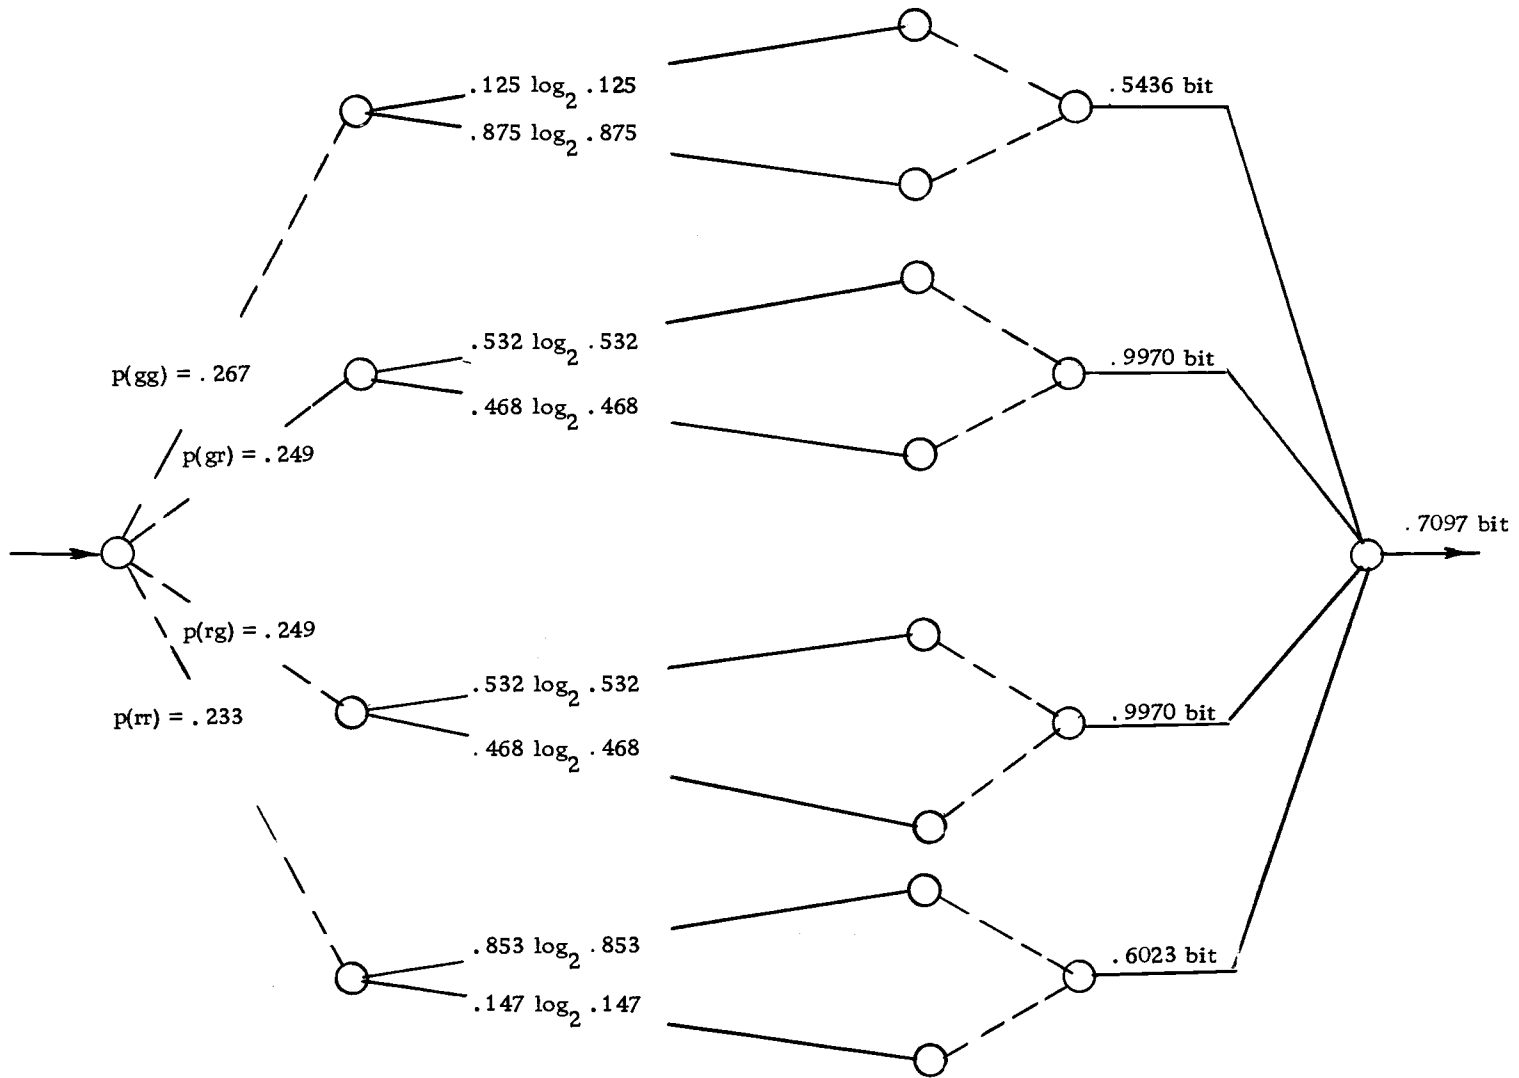 .125 log2 .125
.5436 bit
.875 log2 .875
.532 log2 .532
.9970 bit
p(gg) = .267
.468 log2 .468
p(gr) = .249
.7097 bit
p(rg) = .249
.532 log2 .532
p(rr) = .233
.9970 bit
.468 log2 .468
.853 log2 .853
.6023 bit
.147 log2 .147